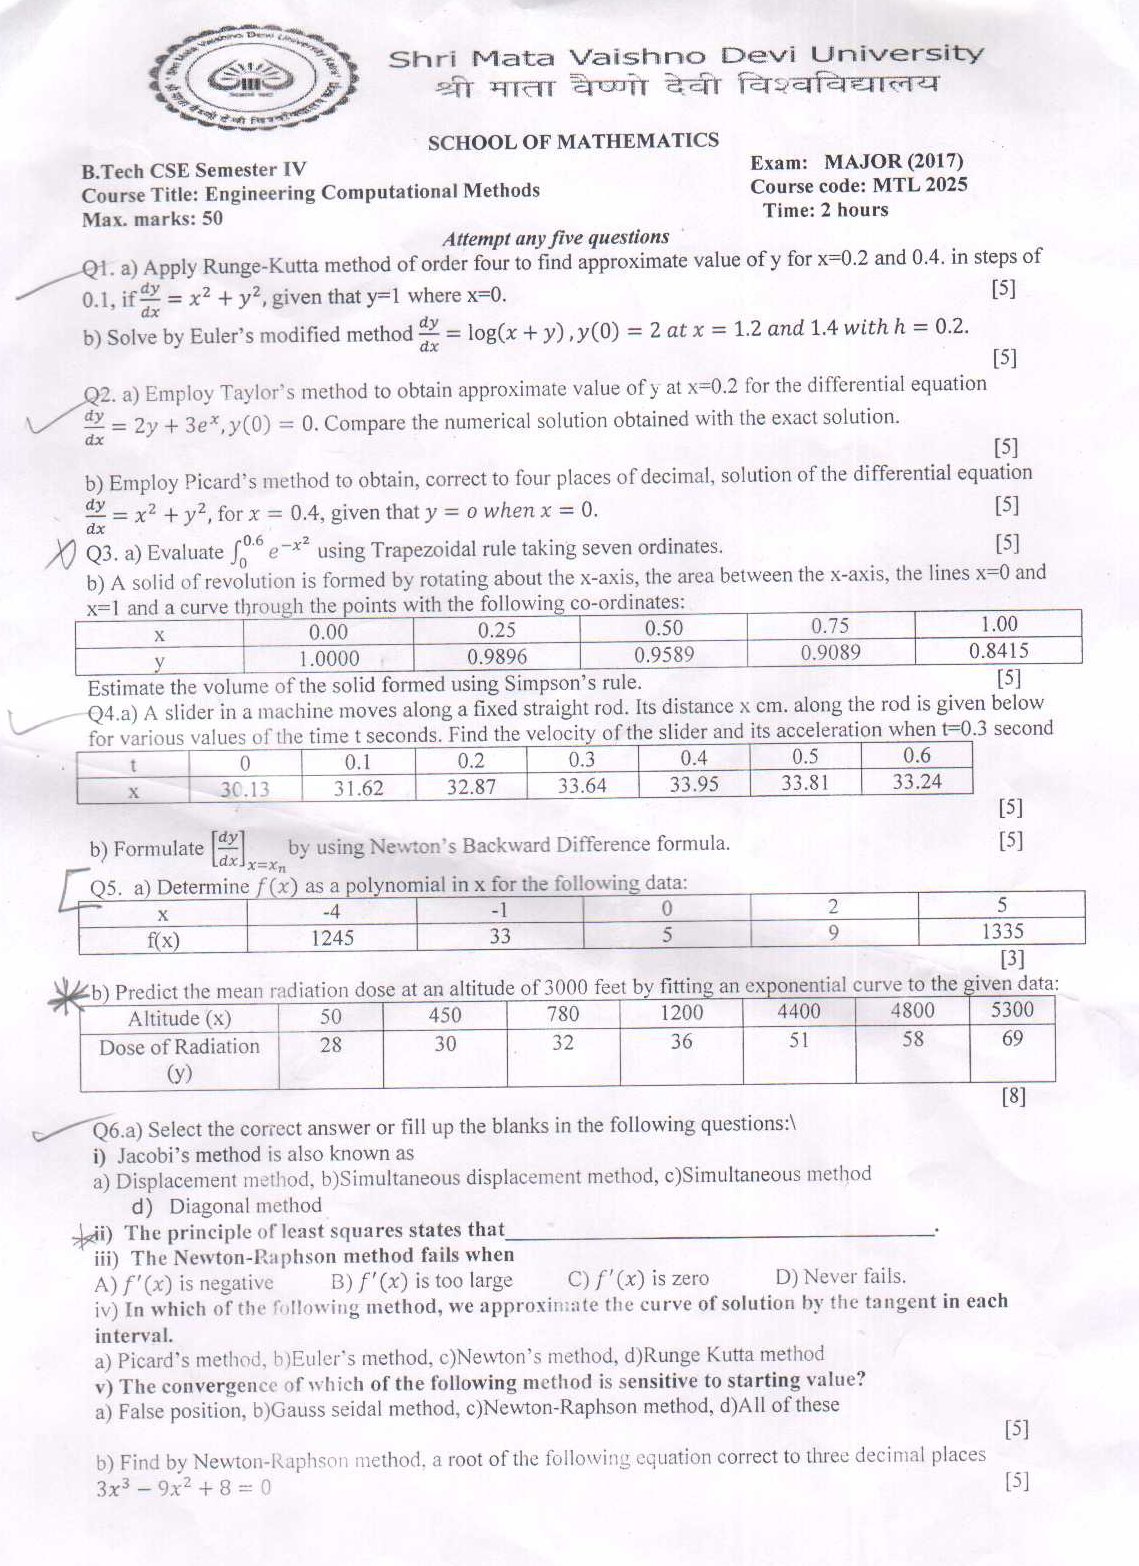 Shri Mata Vaishno Devi University
श्री माता वैष्णो देवी विश्वविद्यालय
SCHOOL OF MATHEMATICS
B.Tech CSE Semester IV
Exam: MAJOR (2017)
Course Title: Engineering Computational Methods
Course code: MTL 2025
Max. marks: 50
Time: 2 hours
Attempt any five questions
Q1. a) Apply Runge-Kutta method of order four to find approximate value of y for x=0.2 and 0.4. in steps of
0.1, if dy/dx = x² + y², given that y=1 where x=0. [5]
b) Solve by Euler's modified method dy/dx = log(x + y) , y(0) = 2 at x = 1.2 and 1.4 with h = 0.2.
[5]
Q2. a) Employ Taylor's method to obtain approximate value of y at x=0.2 for the differential equation
dy/dx = 2y + 3eˣ, y(0) = 0. Compare the numerical solution obtained with the exact solution.
[5]
b) Employ Picard's method to obtain, correct to four places of decimal, solution of the differential equation
dy/dx = x² + y², for x = 0.4, given that y = o when x = 0. [5]
Q3. a) Evaluate ∫₀^0.6 e^(−x²) using Trapezoidal rule taking seven ordinates. [5]
b) A solid of revolution is formed by rotating about the x-axis, the area between the x-axis, the lines x=0 and
x=1 and a curve through the points with the following co-ordinates:
x 0.00 0.25 0.50 0.75 1.00
y 1.0000 0.9896 0.9589 0.9089 0.8415
Estimate the volume of the solid formed using Simpson's rule. [5]
Q4.a) A slider in a machine moves along a fixed straight rod. Its distance x cm. along the rod is given below
for various values of the time t seconds. Find the velocity of the slider and its acceleration when t=0.3 second
t 0 0.1 0.2 0.3 0.4 0.5 0.6
x 30.13 31.62 32.87 33.64 33.95 33.81 33.24
[5]
b) Formulate [dy/dx]x=xₙ by using Newton's Backward Difference formula. [5]
Q5. a) Determine f(x) as a polynomial in x for the following data:
x -4 -1 0 2 5
f(x) 1245 33 5 9 1335
[3]
b) Predict the mean radiation dose at an altitude of 3000 feet by fitting an exponential curve to the given data:
Altitude (x) 50 450 780 1200 4400 4800 5300
Dose of Radiation 28 30 32 36 51 58 69
(y)
[8]
Q6.a) Select the correct answer or fill up the blanks in the following questions:\
i) Jacobi's method is also known as
a) Displacement method, b)Simultaneous displacement method, c)Simultaneous method
d) Diagonal method
ii) The principle of least squares states that_______________.
iii) The Newton-Raphson method fails when
A) f′(x) is negative B) f′(x) is too large C) f′(x) is zero D) Never fails.
iv) In which of the following method, we approximate the curve of solution by the tangent in each
interval.
a) Picard's method, b)Euler's method, c)Newton's method, d)Runge Kutta method
v) The convergence of which of the following method is sensitive to starting value?
a) False position, b)Gauss seidal method, c)Newton-Raphson method, d)All of these
[5]
b) Find by Newton-Raphson method, a root of the following equation correct to three decimal places
3x³ − 9x² + 8 = 0 [5]